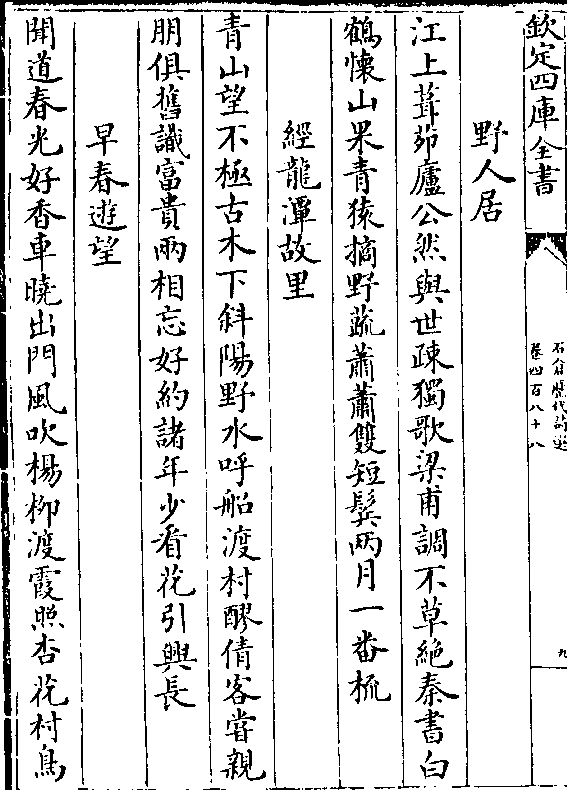 欽定四庫全書
石倉歷代詩選
卷四百八十八
九
野人居
江上葺茆廬公然與世疎獨歌梁甫調不草絶秦書白
鶴懷山果青猿摘野蔬蕭蕭雙短鬂兩月一番梳
經龍潭故里
青山望不極古木下斜陽野水呼船渡村醪倩客嘗親
朋俱舊識富貴兩相忘好約諸年少看花引興長
早春遊望
聞道春光好香車曉出門風吹楊柳渡霞照杏花村鳥